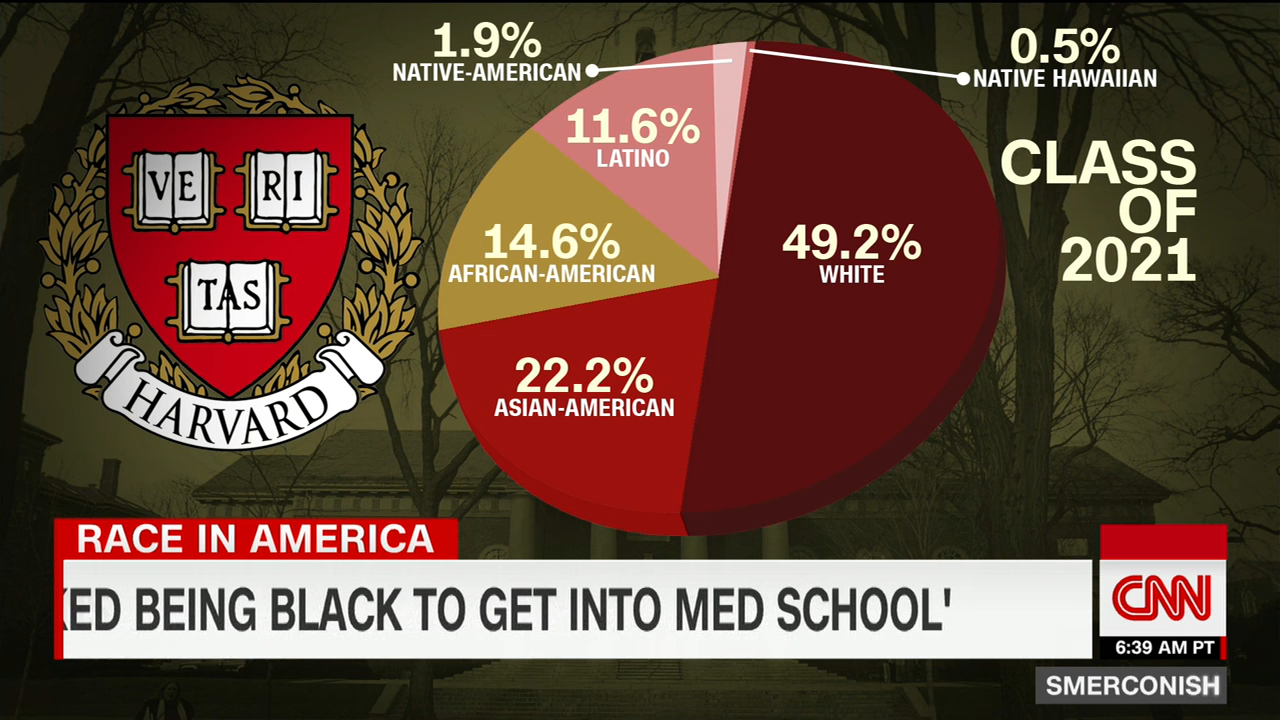 1.9%
NATIVE-AMERICAN
0.5%
NATIVE HAWAIIAN
11.6%
LATINO
CLASS
OF
2021
VE RI
TAS
HARVARD
14.6%
AFRICAN-AMERICAN
49.2%
WHITE
22.2%
ASIAN-AMERICAN
RACE IN AMERICA
BEING BLACK TO GET INTO MED SCHOOL'
CNN
6:39 AM PT
SMERCONISH